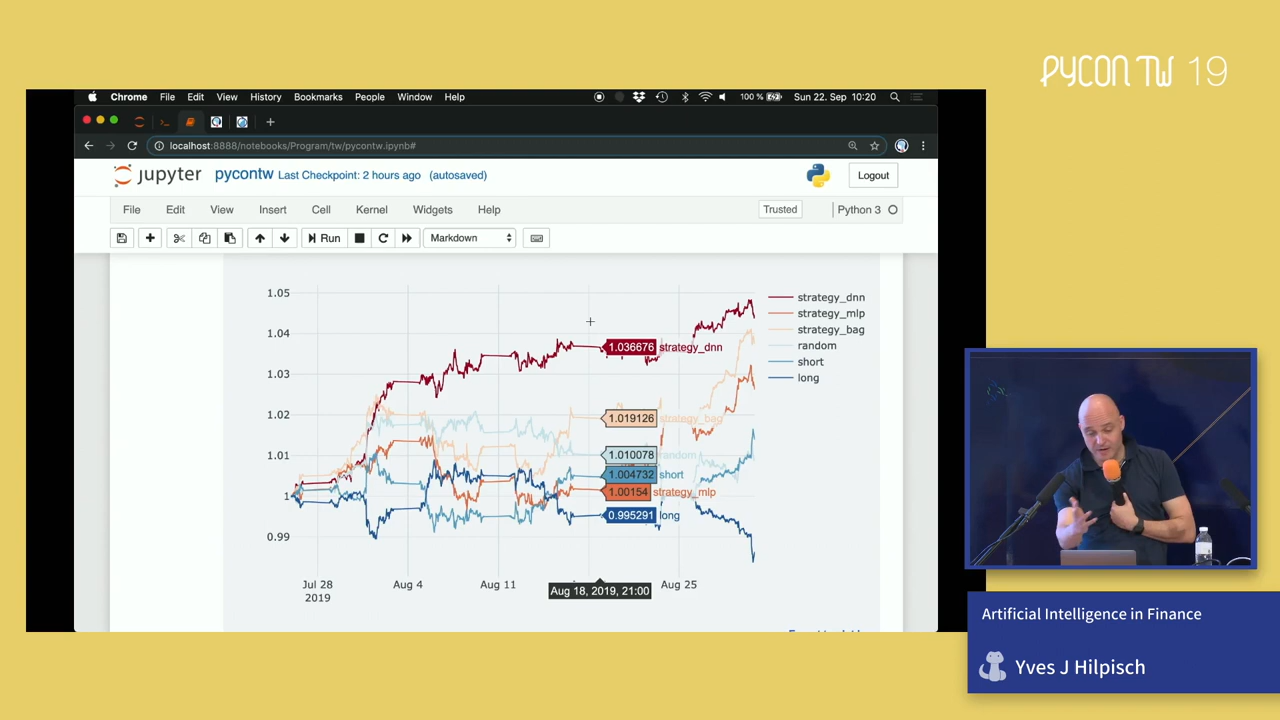 PYCON TW 19
Chrome File Edit View History Bookmarks People Window Help 100 % Sun 22. Sep 10:20
localhost:8888/notebooks/Program/tw/pycontw.ipynb#
jupyter pycontw Last Checkpoint: 2 hours ago (autosaved) Logout
File Edit View Insert Cell Kernel Widgets Help Trusted Python 3
Run Markdown
1.05
1.04
1.03
1.02
1.01
1
0.99
1.036676 strategy_dnn
1.019126 strategy_bag
1.010078 random
1.004732 short
1.00154 strategy_mlp
0.995291 long
strategy_dnn
strategy_mlp
strategy_bag
random
short
long
Jul 28 Aug 4 Aug 11 Aug 25
2019
Aug 18, 2019, 21:00
Artificial Intelligence in Finance
Yves J Hilpisch